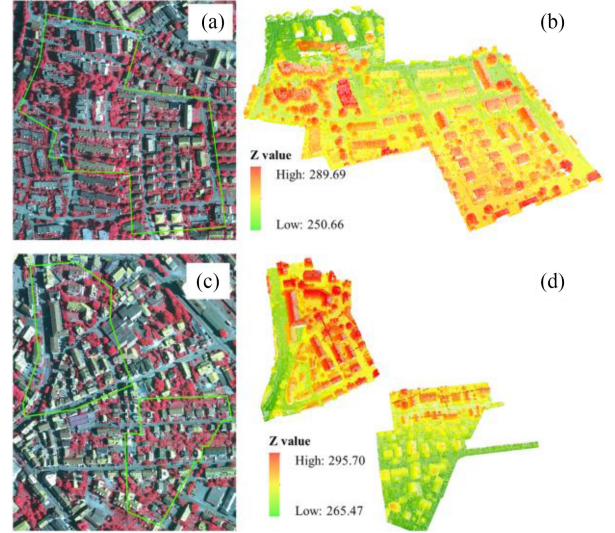 (a)
(b)
Z value
High: 289.69
Low: 250.66
(c)
(d)
Z value
High: 295.70
Low: 265.47